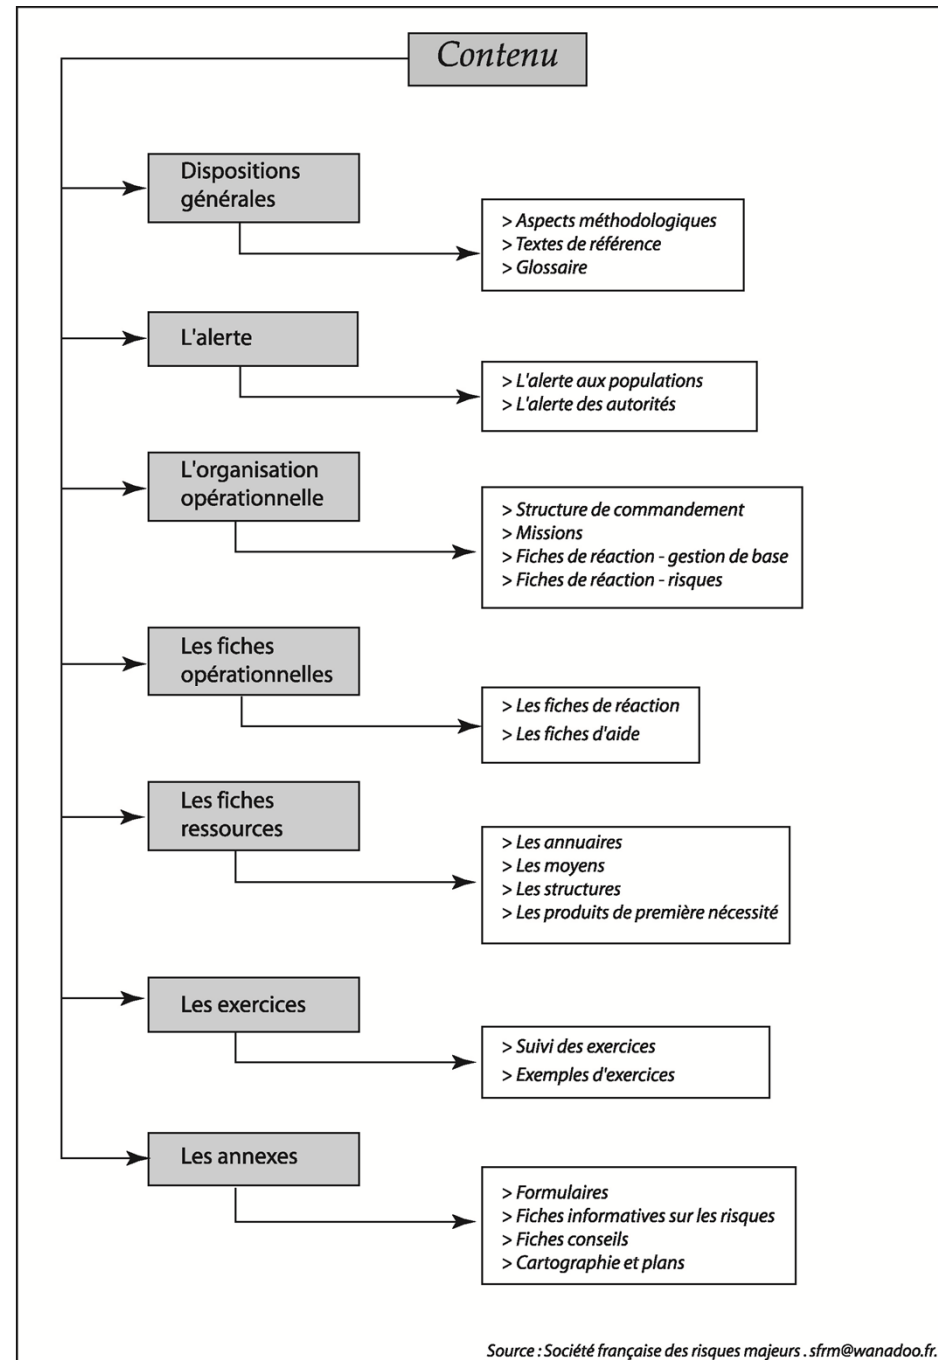 Contenu
Dispositions
générales
> Aspects méthodologiques
> Textes de référence
> Glossaire
L'alerte
> L'alerte aux populations
> L'alerte des autorités
L'organisation
opérationnelle
> Structure de commandement
> Missions
> Fiches de réaction - gestion de base
> Fiches de réaction - risques
Les fiches
opérationnelles
> Les fiches de réaction
> Les fiches d'aide
Les fiches
ressources
> Les annuaires
> Les moyens
> Les structures
> Les produits de première nécessité
Les exercices
> Suivi des exercices
> Exemples d'exercices
Les annexes
> Formulaires
> Fiches informatives sur les risques
> Fiches conseils
> Cartographie et plans
Source : Société française des risques majeurs . sfrm@wanadoo.fr.